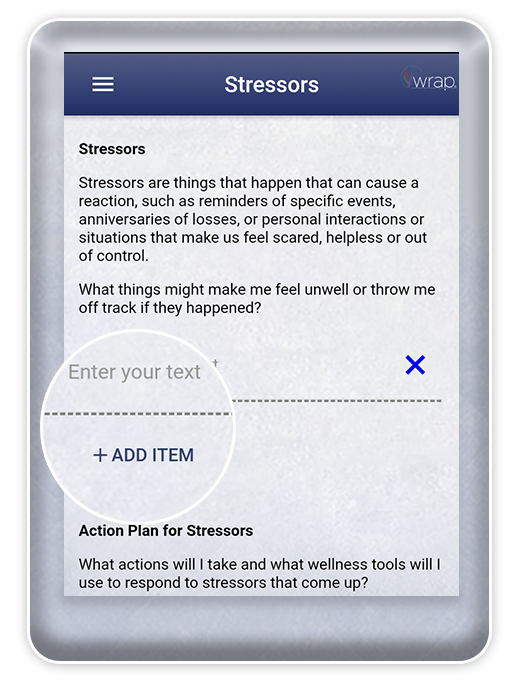 Stressors
wrap
Stressors
Stressors are things that happen that can cause a
reaction, such as reminders of specific events,
anniversaries of losses, or personal interactions or
situations that make us feel scared, helpless or out
of control.
What things might make me feel unwell or throw me
off track if they happened?
Enter your text
+ ADD ITEM
Action Plan for Stressors
What actions will I take and what wellness tools will I
use to respond to stressors that come up?